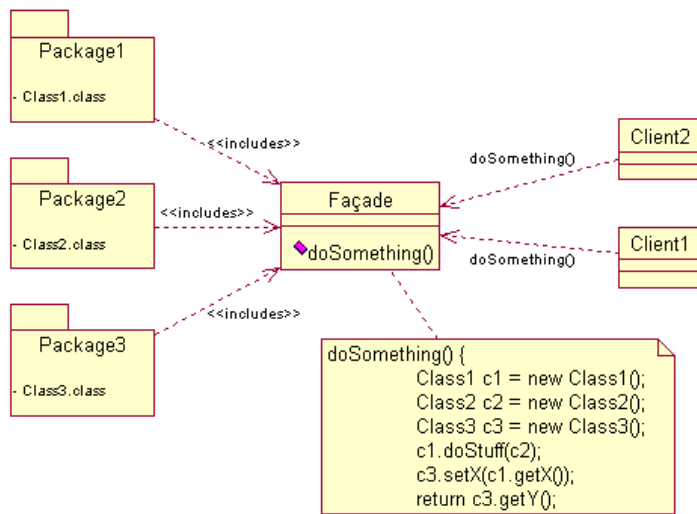 Package1
- Class1.class
<<includes>>
Package2
- Class2.class
<<includes>>
Package3
- Class3.class
<<includes>>
Façade
doSomething()
Client2
doSomething()
Client1
doSomething()
doSomething() {
Class1 c1 = new Class1();
Class2 c2 = new Class2();
Class3 c3 = new Class3();
c1.doStuff(c2);
c3.setX(c1.getX());
return c3.getY();